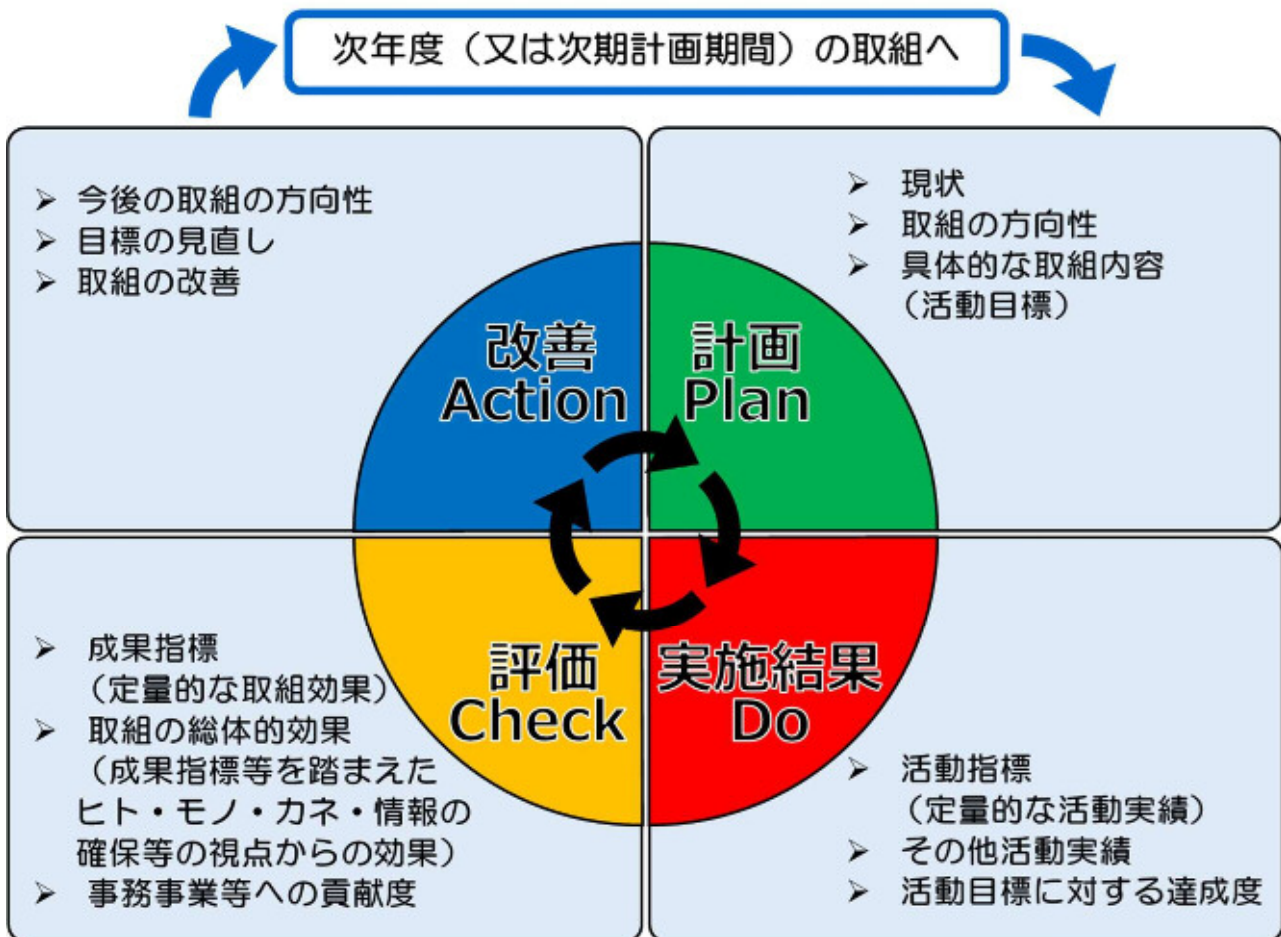 次年度（又は次期計画期間）の取組へ
➢ 今後の取組の方向性
➢ 目標の見直し
➢ 取組の改善
➢ 現状
➢ 取組の方向性
➢ 具体的な取組内容
（活動目標）
改善
Action
計画
Plan
評価
Check
実施結果
Do
➢ 成果指標
（定量的な取組効果）
➢ 取組の総体的効果
（成果指標等を踏まえた
ヒト・モノ・カネ・情報の
確保等の視点からの効果）
➢ 事務事業等への貢献度
➢ 活動指標
（定量的な活動実績）
➢ その他活動実績
➢ 活動目標に対する達成度